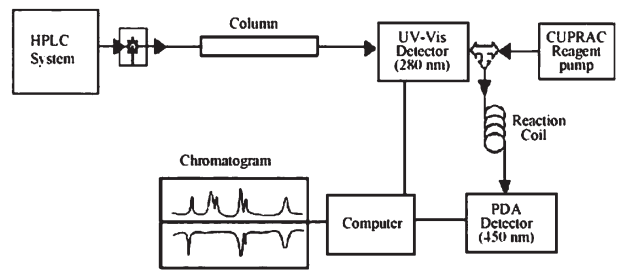 HPLC
System
Column
UV-Vis
Detector
(280 nm)
CUPRAC
Reagent
pump
Reaction
Coil
Chromatogram
Computer
PDA
Detector
(450 nm)